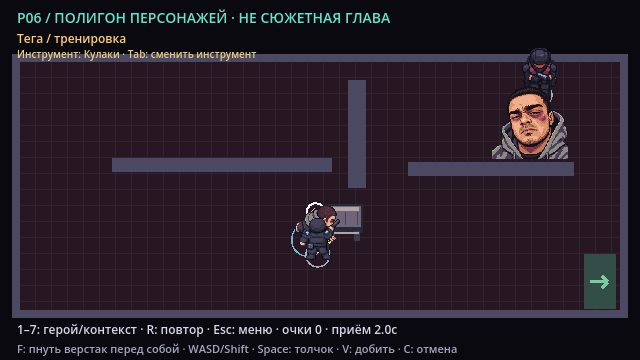 P06 / ПОЛИГОН ПЕРСОНАЖЕЙ · НЕ СЮЖЕТНАЯ ГЛАВА
Тега / тренировка
Инструмент: Кулаки · Tab: сменить инструмент
1–7: герой/контекст · R: повтор · Esc: меню · очки 0 · приём 2.0с
F: пнуть верстак перед собой · WASD/Shift · Space: толчок · V: добить · C: отмена